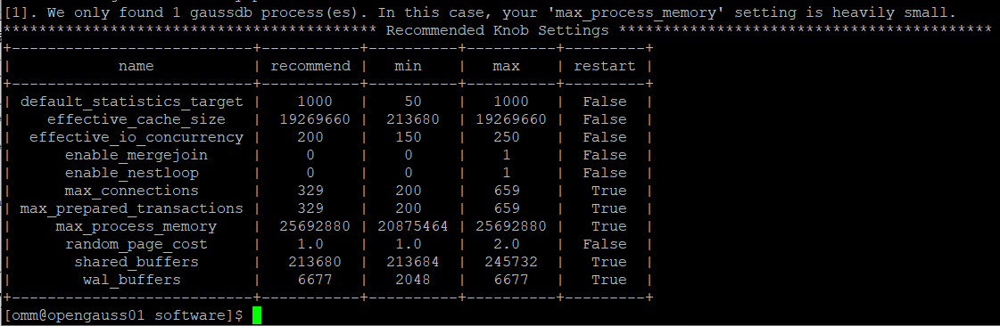 [1]. We only found 1 gaussdb process(es). In this case, your 'max_process_memory' setting is heavily small.
****************************************** Recommended Knob Settings ******************************************
+---------------------------+-----------+----------+----------+---------+
|            name           | recommend |   min    |   max    | restart |
+---------------------------+-----------+----------+----------+---------+
| default_statistics_target |    1000   |    50    |   1000   |  False  |
|    effective_cache_size   |  19269660 |  213680  | 19269660 |  False  |
|  effective_io_concurrency |    200    |   150    |   250    |  False  |
|      enable_mergejoin     |     0     |    0     |    1     |  False  |
|      enable_nestloop      |     0     |    0     |    1     |  False  |
|      max_connections      |    329    |   200    |   659    |   True  |
| max_prepared_transactions |    329    |   200    |   659    |   True  |
|     max_process_memory    |  25692880 | 20875464 | 25692880 |   True  |
|      random_page_cost     |    1.0    |   1.0    |   2.0    |  False  |
|       shared_buffers      |   213680  |  213684  |  245732  |   True  |
|        wal_buffers        |    6677   |   2048   |   6677   |   True  |
+---------------------------+-----------+----------+----------+---------+
[omm@opengauss01 software]$